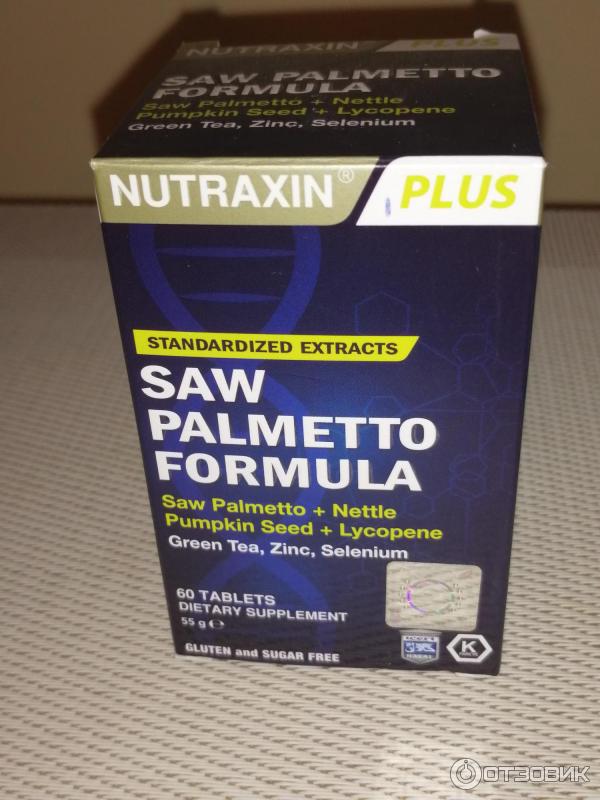 NUTRAXIN PLUS
SAW PALMETTO
FORMULA
Saw Palmetto + Nettle
Pumpkin Seed + Lycopene
Green Tea, Zinc, Selenium
NUTRAXIN® PLUS
STANDARDIZED EXTRACTS
SAW
PALMETTO
FORMULA
Saw Palmetto + Nettle
Pumpkin Seed + Lycopene
Green Tea, Zinc, Selenium
60 TABLETS
DIETARY SUPPLEMENT
55 g ℮
GLUTEN and SUGAR FREE
K
ОТЗОВИК